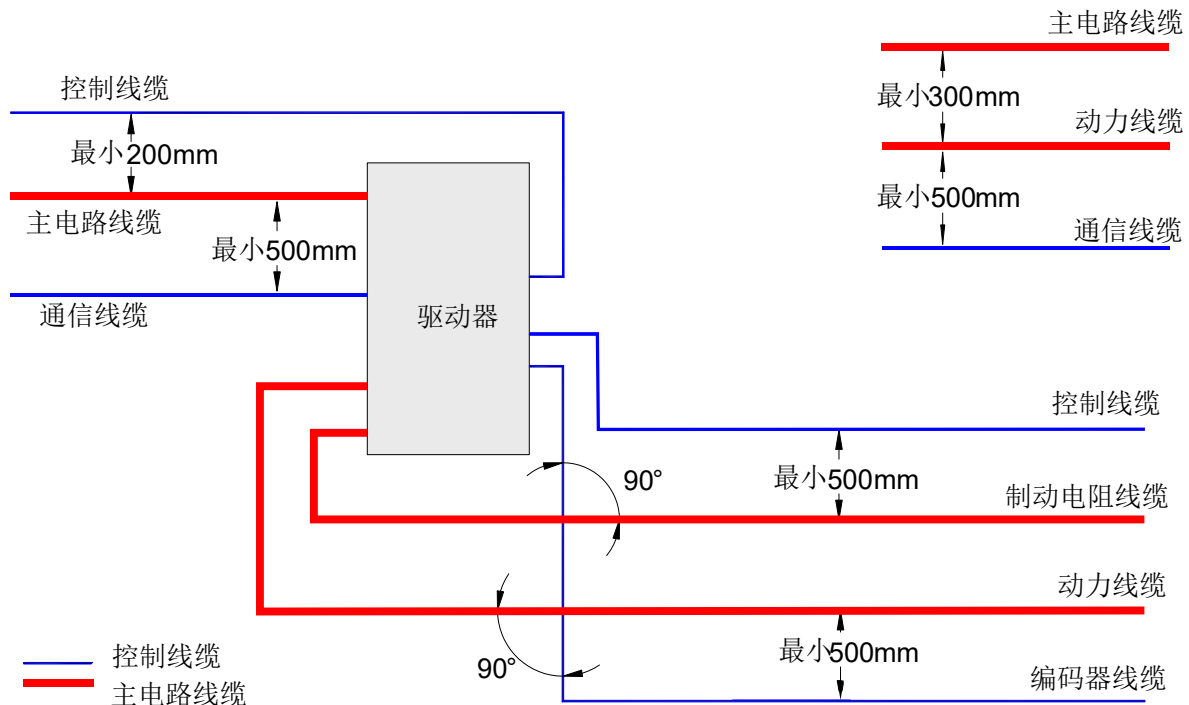 主电路线缆
控制线缆
最小300mm
动力线缆
最小200mm
最小500mm
主电路线缆
通信线缆
最小500mm
通信线缆
驱动器
控制线缆
90°
最小500mm
制动电阻线缆
动力线缆
最小500mm
90°
编码器线缆
控制线缆
主电路线缆